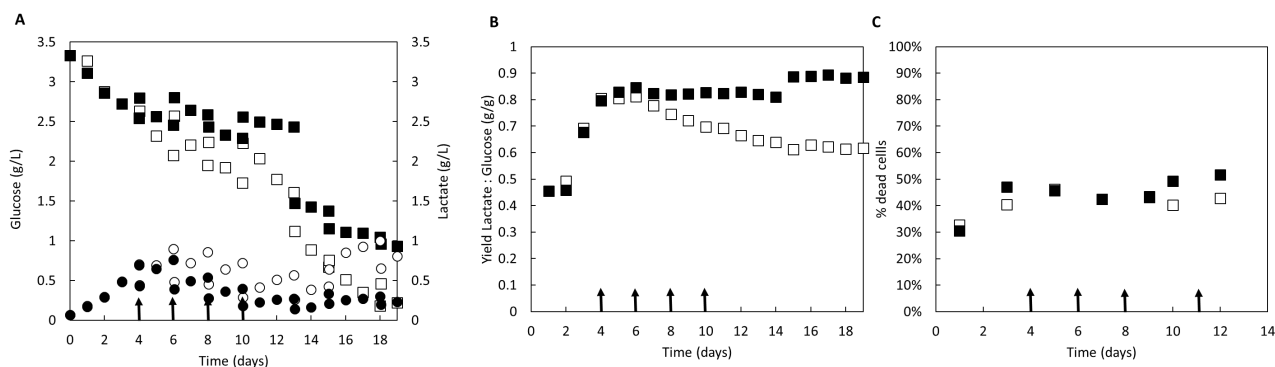 A
Glucose (g/L)
3.5
3
2.5
2
1.5
1
0.5
0
0 2 4 6 8 10 12 14 16 18
Time (days)
3.5
3
2.5
2
1.5
1
0.5
0
Lactate (g/L)
B
Yield Lactate : Glucose (g/g)
1
0.9
0.8
0.7
0.6
0.5
0.4
0.3
0.2
0.1
0
0 2 4 6 8 10 12 14 16 18
Time (days)
C
% dead cellls
100%
90%
80%
70%
60%
50%
40%
30%
20%
10%
0%
0 2 4 6 8 10 12 14
Time (days)